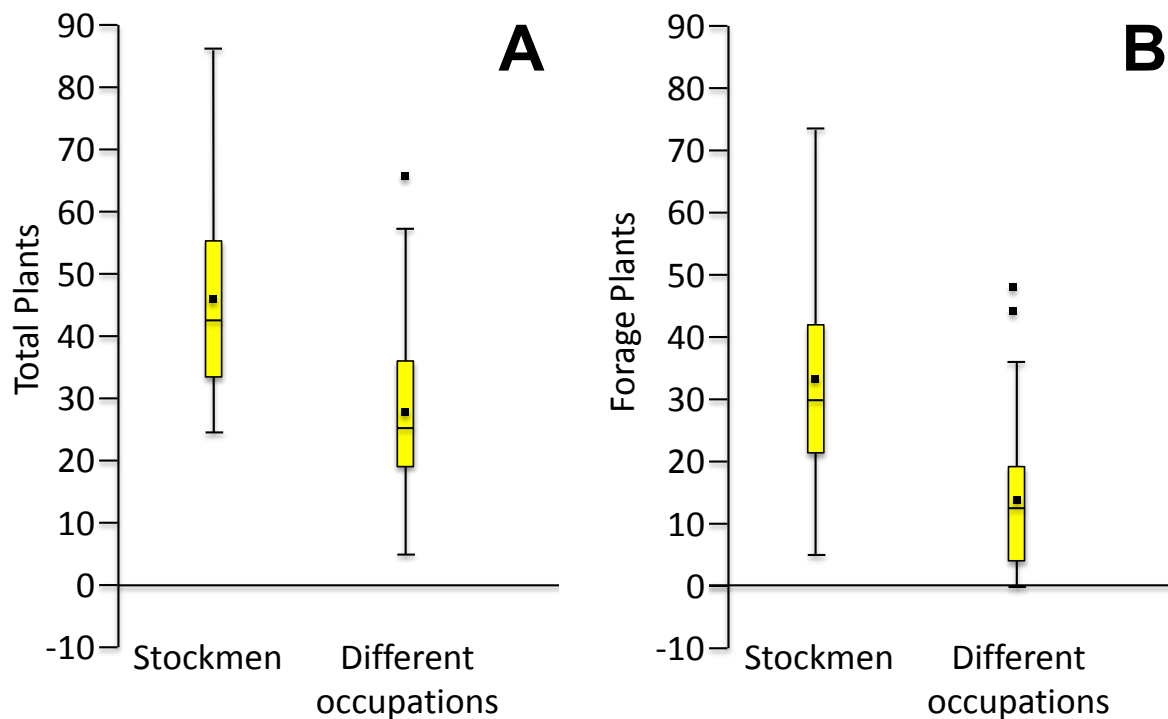 A
Total Plants
90
80
70
60
50
40
30
20
10
0
-10
Stockmen
Different
occupations
B
Forage Plants
90
80
70
60
50
40
30
20
10
0
-10
Stockmen
Different
occupations